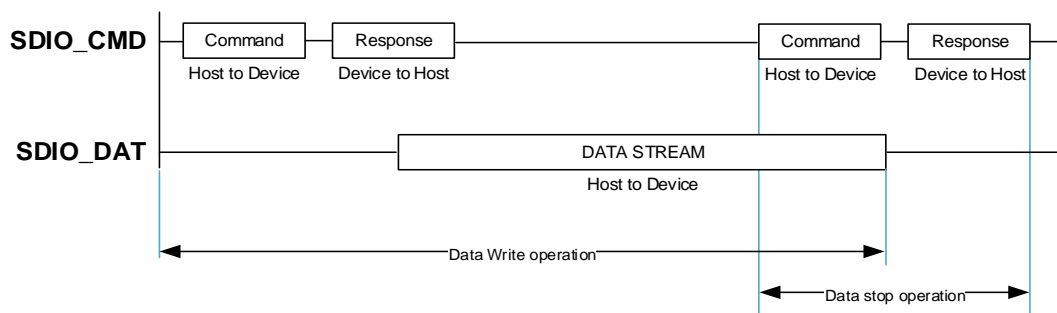 SDIO_CMD
Command
Response
Command
Response
Host to Device
Device to Host
Host to Device
Device to Host
SDIO_DAT
DATA STREAM
Host to Device
Data Write operation
Data stop operation